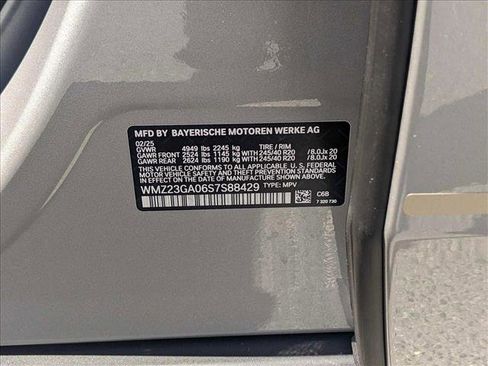 MFD BY BAYERISCHE MOTOREN WERKE AG
02/25
GVWR 4949 lbs 2245 kg TIRE / RIM
GAWR FRONT 2524 lbs 1145 kg WITH 245/40 R20 /8.0Jx 20
GAWR REAR 2624 lbs 1190 kg WITH 245/40 R20 /8.0Jx 20
THIS VEHICLE CONFORMS TO ALL APPLICABLE U.S. FEDERAL
MOTOR VEHICLE SAFETY, BUMPER AND THEFT PREVENTION
STANDARDS IN EFFECT ON THE DATE OF MANUFACTURE SHOWN ABOVE.
WMZ23GA06S7S88429 TYPE: MPV C6B
7 320 730